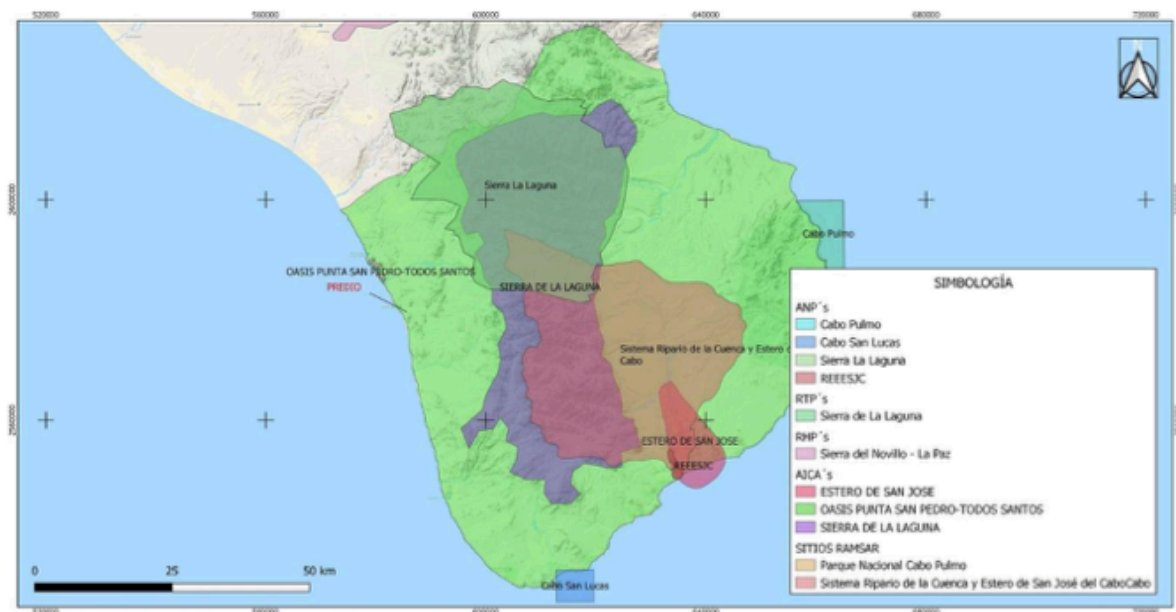 520000 560000 600000 640000 680000 720000
2600000
2560000
Sierra La Laguna
Cabo Pulmo
OASIS PUNTA SAN PEDRO-TODOS SANTOS
PREDIO
SIERRA DE LA LAGUNA
Sistema Ripario de la Cuenca y Estero
Cabo
ESTERO DE SAN JOSE
REEESJC
Cabo San Lucas
0 25 50 km
SIMBOLOGÍA
ANP´s
Cabo Pulmo
Cabo San Lucas
Sierra La Laguna
REEESJC
RTP´s
Sierra de La Laguna
RHP´s
Sierra del Novillo - La Paz
AICA´s
ESTERO DE SAN JOSE
OASIS PUNTA SAN PEDRO-TODOS SANTOS
SIERRA DE LA LAGUNA
SITIOS RAMSAR
Parque Nacional Cabo Pulmo
Sistema Ripario de la Cuenca y Estero de San José del CaboCabo